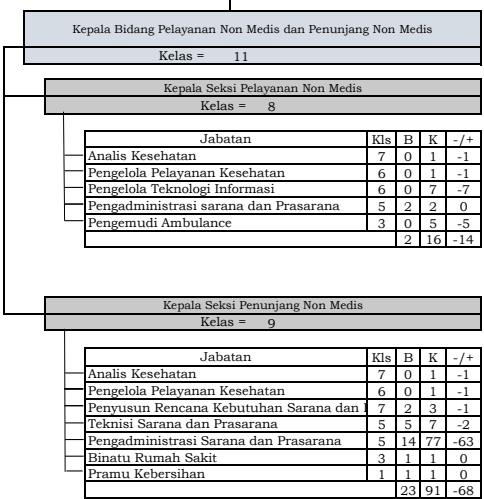 Kepala Bidang Pelayanan Non Medis dan Penunjang Non Medis
Kelas = 11
Kepala Seksi Pelayanan Non Medis
Kelas = 8
Jabatan Kls B K -/+
Analis Kesehatan 7 0 1 -1
Pengelola Pelayanan Kesehatan 6 0 1 -1
Pengelola Teknologi Informasi 6 0 7 -7
Pengadministrasi sarana dan Prasarana 5 2 2 0
Pengemudi Ambulance 3 0 5 -5
2 16 -14
Kepala Seksi Penunjang Non Medis
Kelas = 9
Jabatan Kls B K -/+
Analis Kesehatan 7 0 1 -1
Pengelola Pelayanan Kesehatan 6 0 1 -1
Penyusun Rencana Kebutuhan Sarana dan 7 2 3 -1
Teknisi Sarana dan Prasarana 5 5 7 -2
Pengadministrasi Sarana dan Prasarana 5 14 77 -63
Binatu Rumah Sakit 3 1 1 0
Pramu Kebersihan 1 1 1 0
23 91 -68